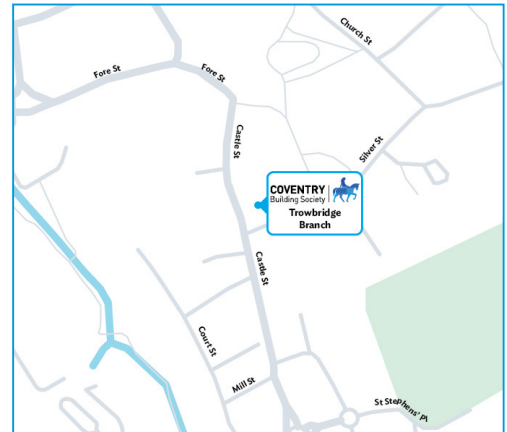 Church St
Fore St
Fore St
Castle St
Silver St
COVENTRY
Building Society
Trowbridge
Branch
Castle St
Court St
Mill St
St Stephens' Pl